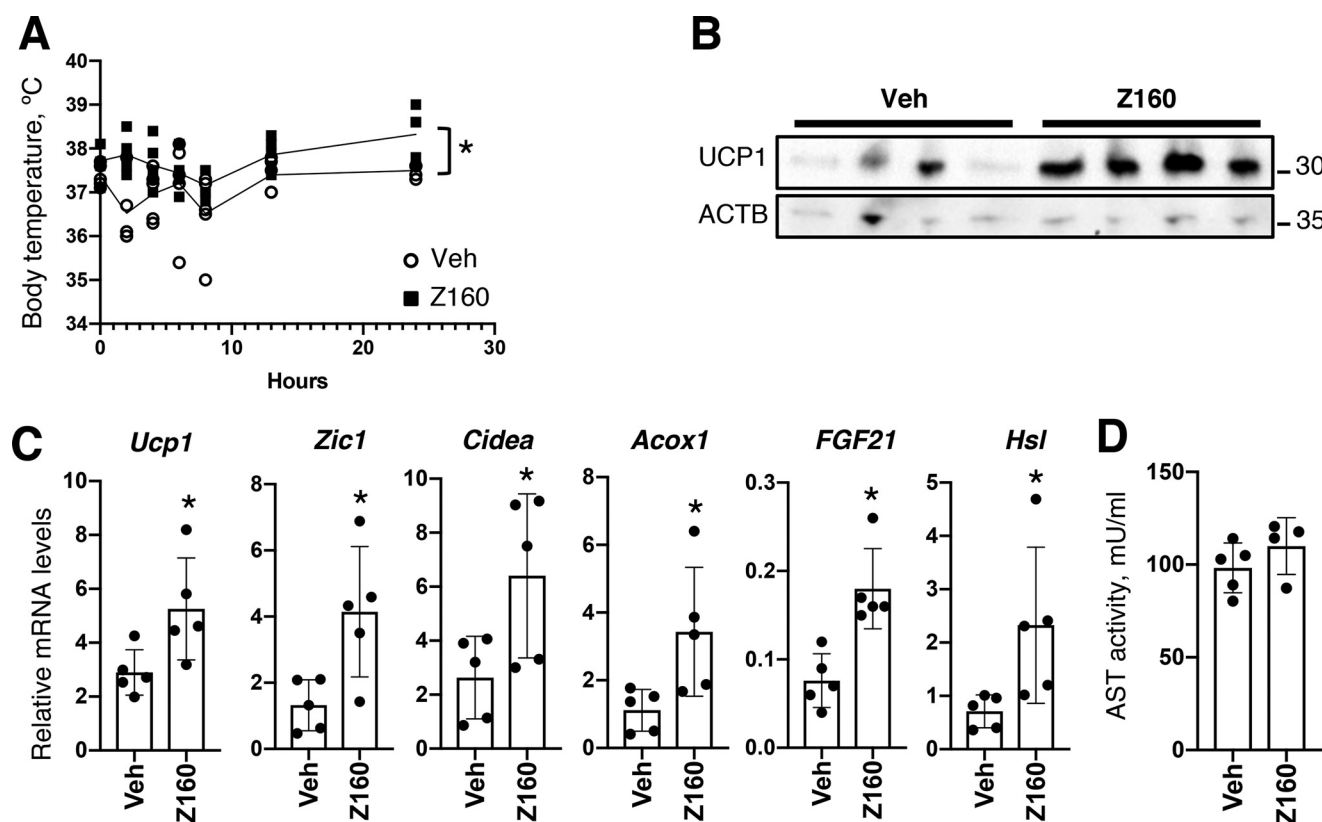 A
Body temperature, ºC
40
39
38
37
36
35
34
0
10
20
30
Hours
*
Veh
Z160
B
Veh
Z160
UCP1
30
ACTB
35
C
Relative mRNA levels
Ucp1
10
8
6
4
2
0
*
Veh
Z160
Zic1
8
6
4
2
0
*
Veh
Z160
Cidea
10
8
6
4
2
0
*
Veh
Z160
Acox1
8
6
4
2
0
*
Veh
Z160
FGF21
0.3
0.2
0.1
0.0
*
Veh
Z160
Hsl
5
4
3
2
1
0
*
Veh
Z160
D
AST activity, mU/ml
150
100
50
0
Veh
Z160